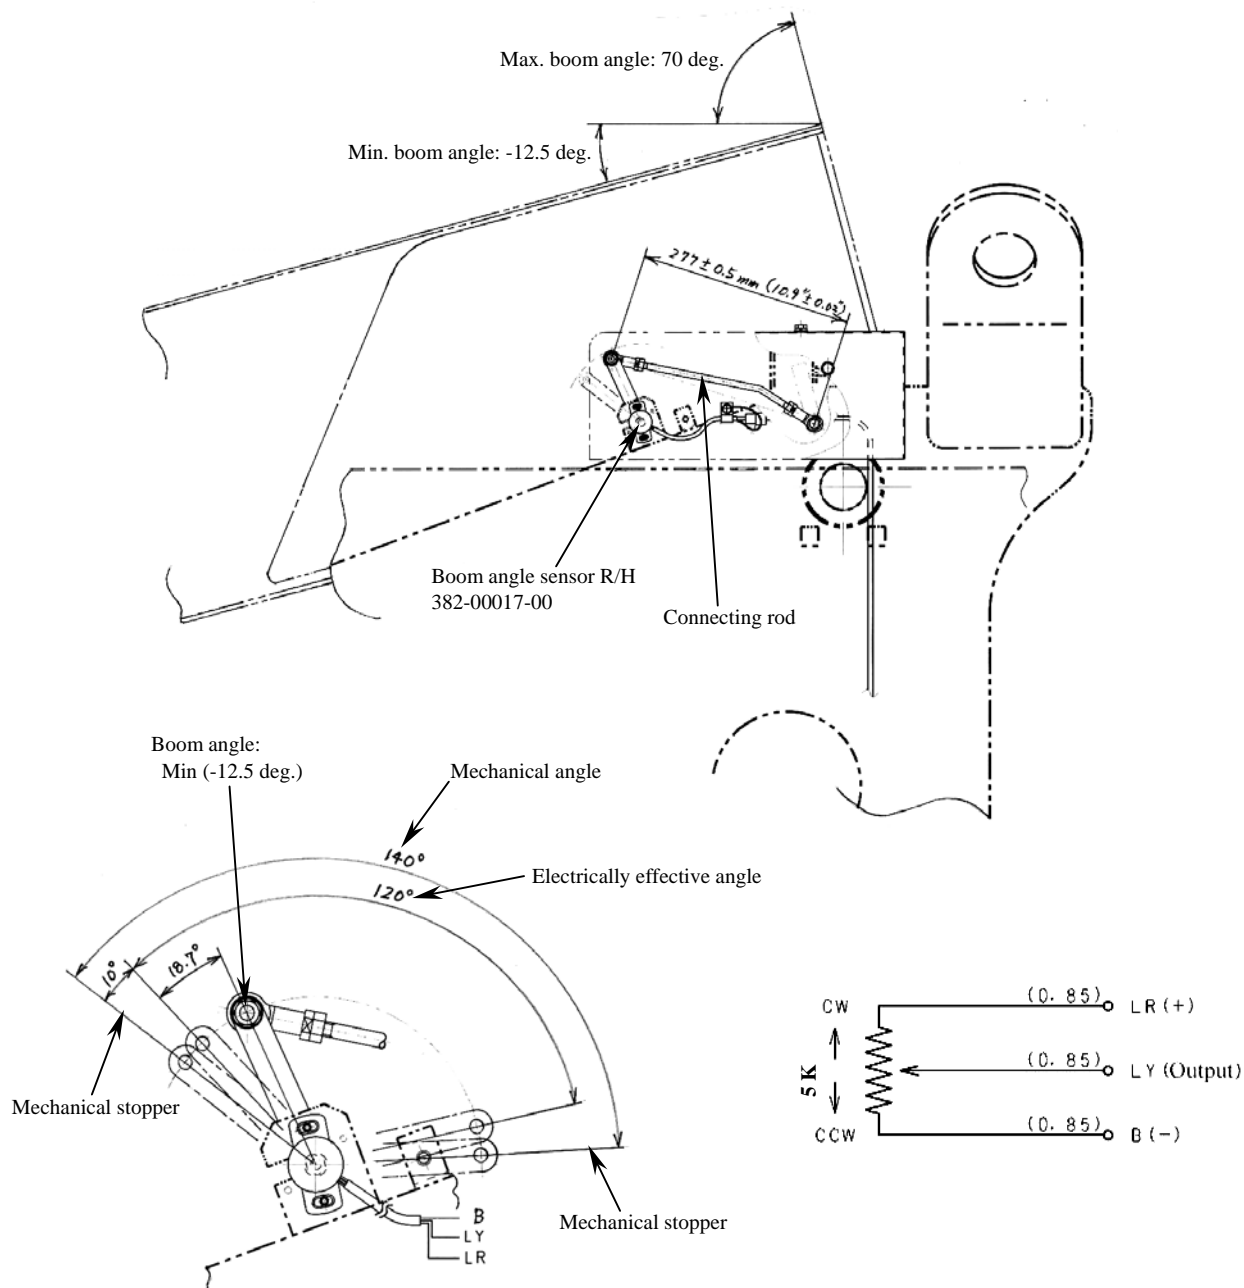 Max. boom angle: 70 deg.
Min. boom angle: -12.5 deg.
277±0.5mm (10.9"±0.02")
Boom angle sensor R/H
382-00017-00
Connecting rod
Boom angle:
Min (-12.5 deg.)
Mechanical angle
140°
120°
Electrically effective angle
10°
18.7°
Mechanical stopper
B
LY
LR
Mechanical stopper
CW
5K
CCW
(0.85)
LR(+)
(0.85)
LY(Output)
(0.85)
B(-)